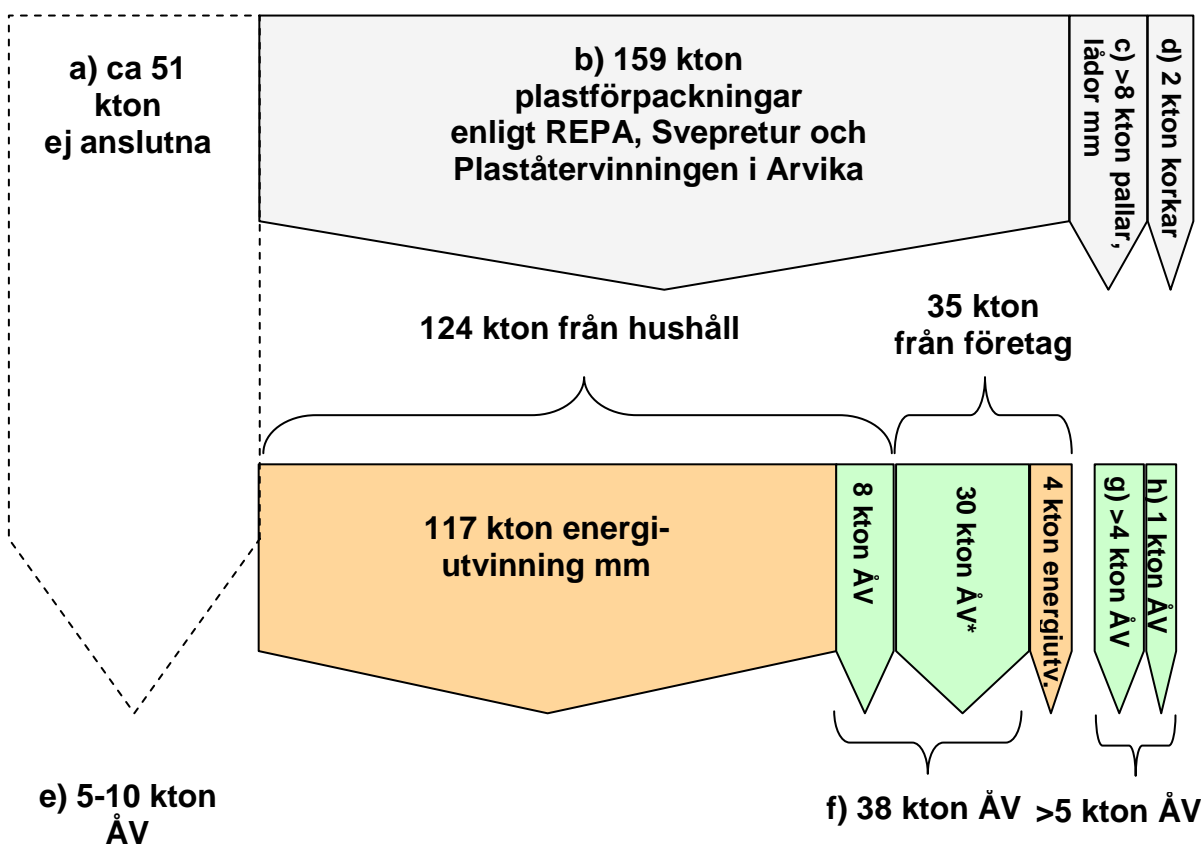 a) ca 51
kton
ej anslutna
b) 159 kton
plastförpackningar
enligt REPA, Svepretur och
Plaståtervinningen i Arvika
c) >8 kton pallar,
lådor mm
d) 2 kton korkar
124 kton från hushåll
35 kton
från företag
117 kton energi-
utvinning mm
8 kton ÅV
30 kton ÅV*
4 kton energiutv.
g) >4 kton ÅV
h) 1 kton ÅV
e) 5-10 kton
ÅV
f) 38 kton ÅV
>5 kton ÅV